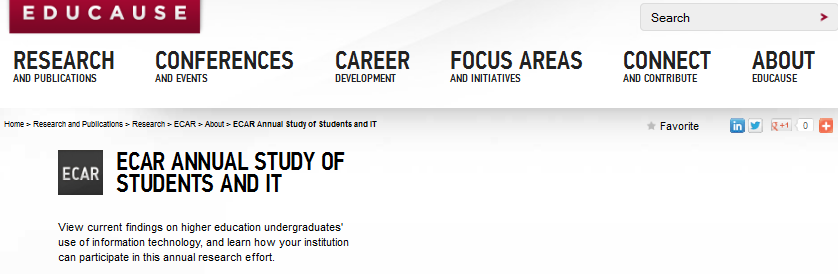 EDUCAUSE
Search
RESEARCH
AND PUBLICATIONS
CONFERENCES
AND EVENTS
CAREER
DEVELOPMENT
FOCUS AREAS
AND INITIATIVES
CONNECT
AND CONTRIBUTE
ABOUT
EDUCAUSE
Home > Research and Publications > Research > ECAR > About > ECAR Annual Study of Students and IT
Favorite
in
g +1
0
ECAR
ECAR ANNUAL STUDY OF
STUDENTS AND IT
View current findings on higher education undergraduates'
use of information technology, and learn how your institution
can participate in this annual research effort.